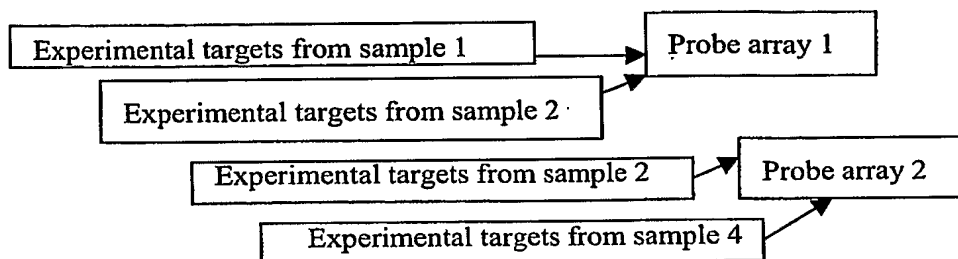 Experimental targets from sample 1
Probe array 1
Experimental targets from sample 2
Experimental targets from sample 2
Probe array 2
Experimental targets from sample 4